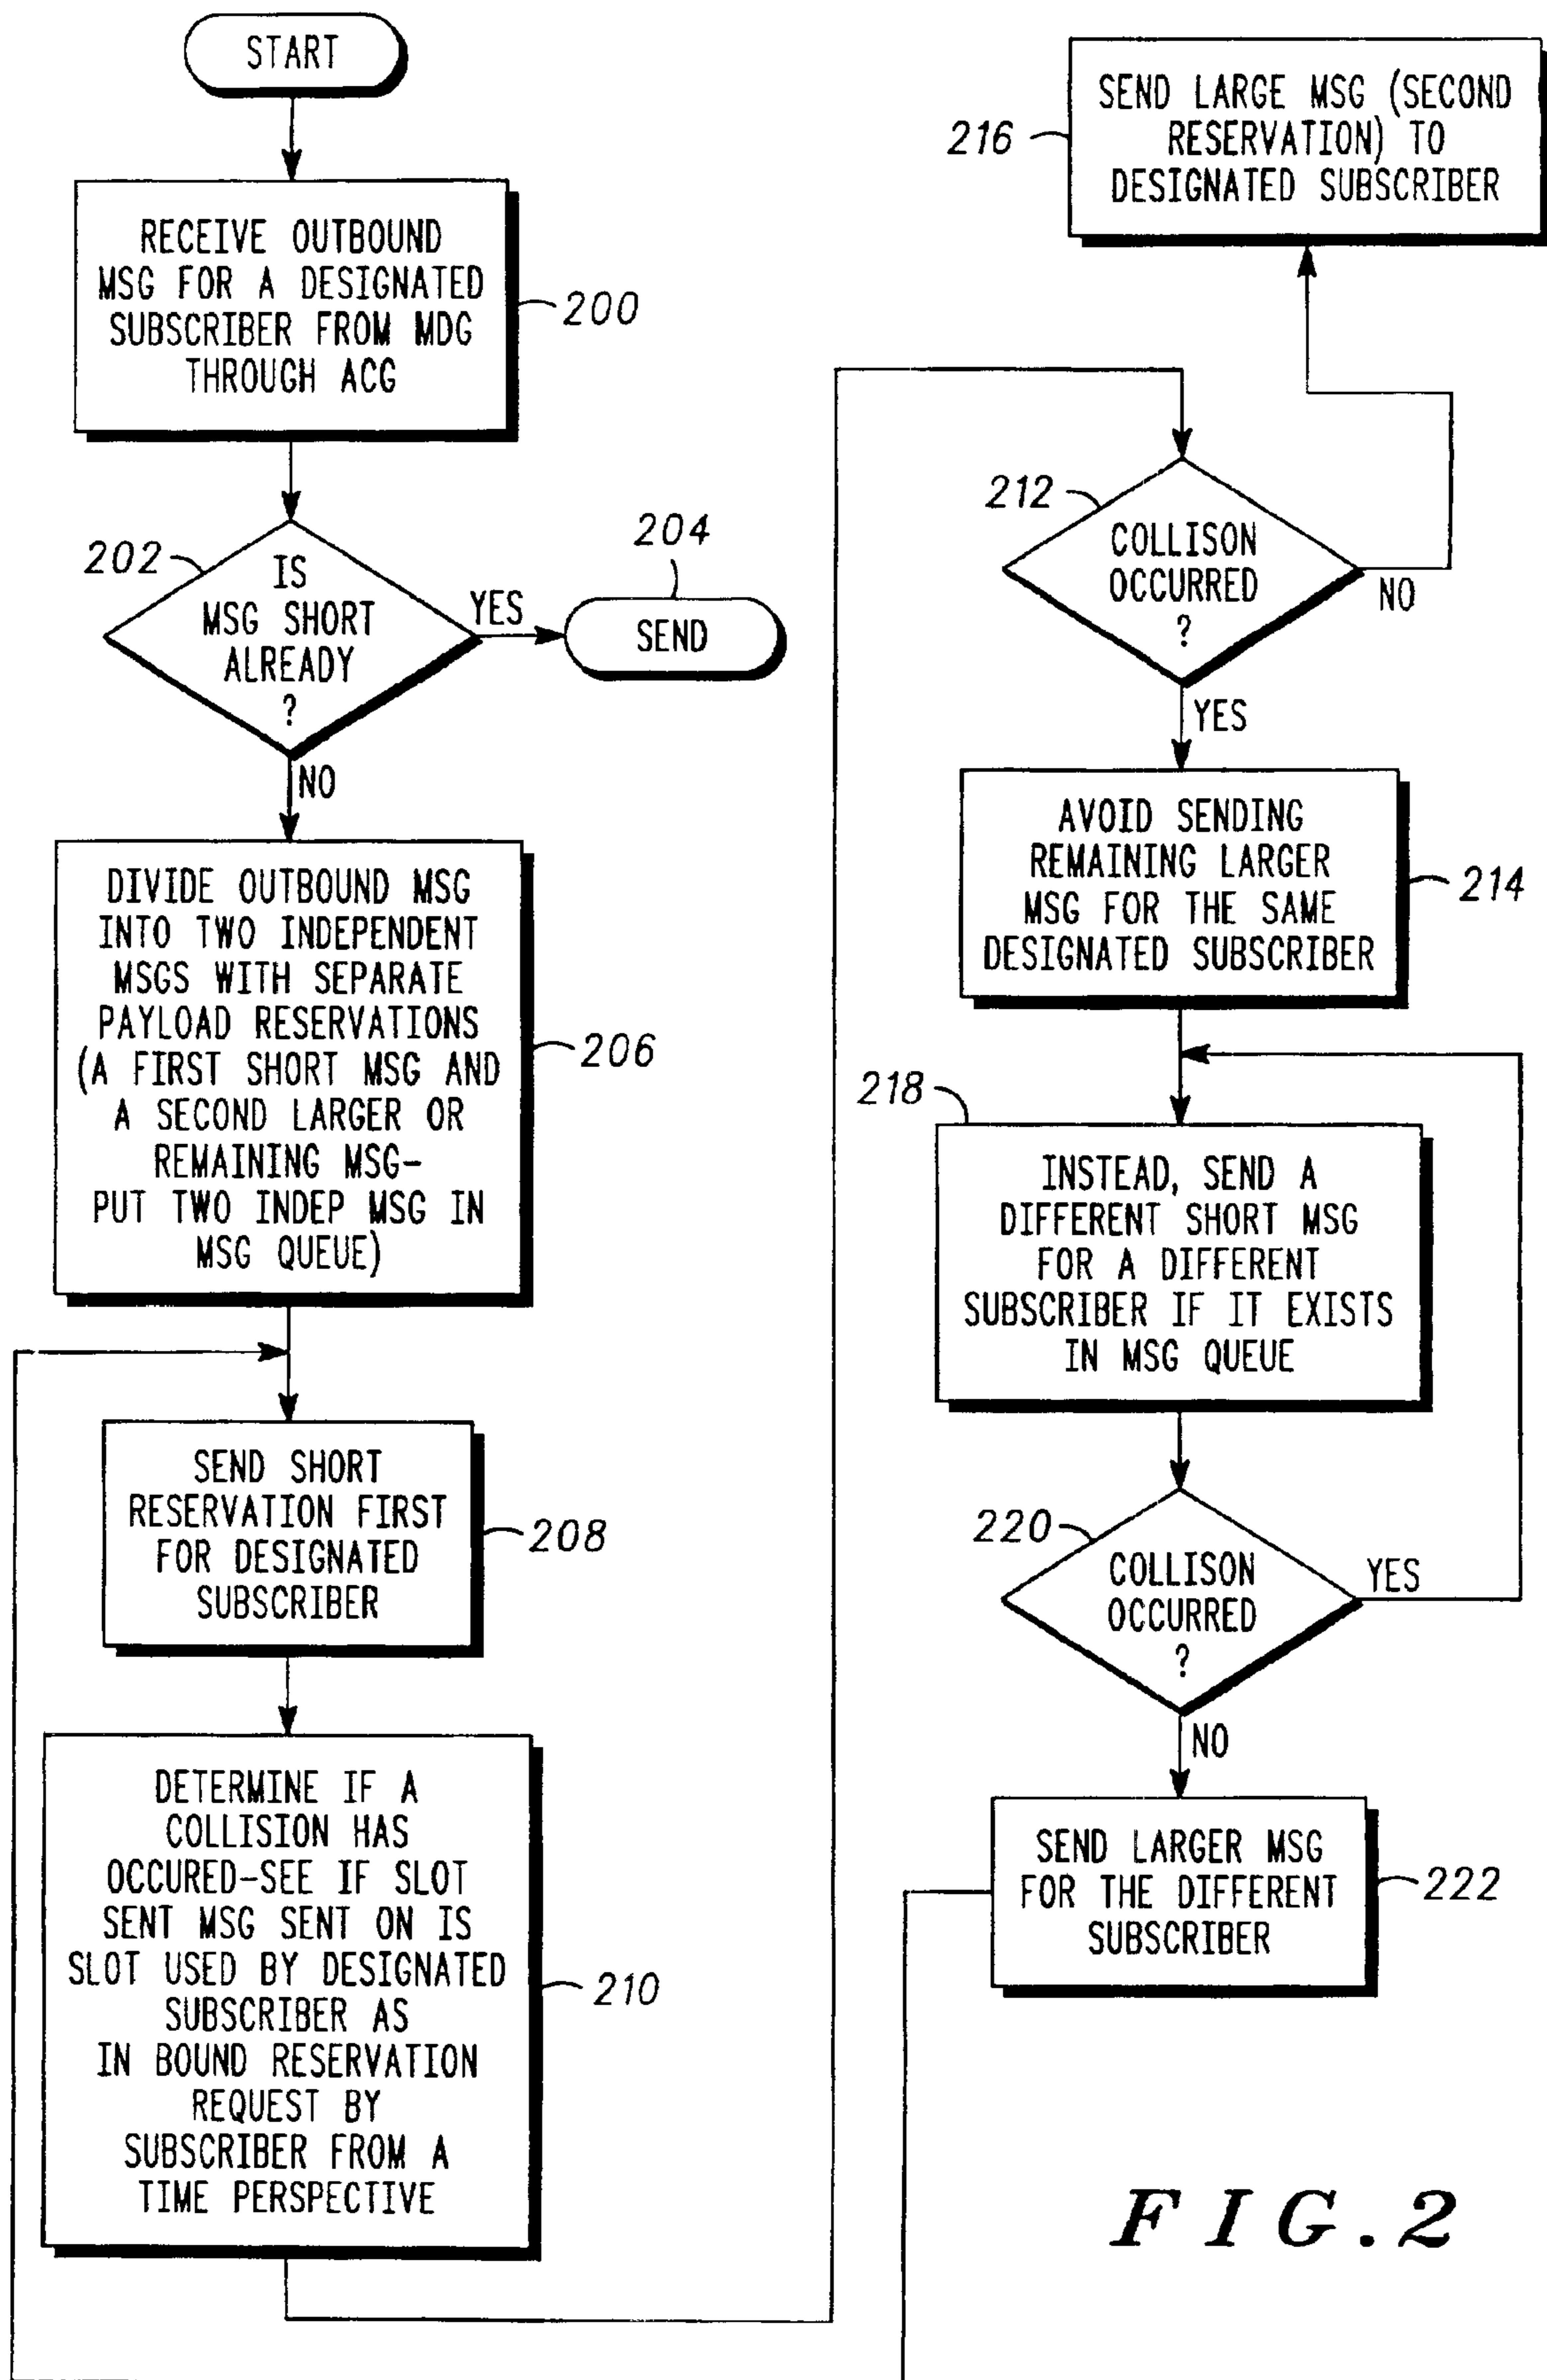 START
RECEIVE OUTBOUND
MSG FOR A DESIGNATED
SUBSCRIBER FROM MDG
THROUGH ACG
200
202
IS
MSG SHORT
ALREADY
?
YES
204
SEND
NO
DIVIDE OUTBOUND MSG
INTO TWO INDEPENDENT
MSGS WITH SEPARATE
PAYLOAD RESERVATIONS
(A FIRST SHORT MSG AND
A SECOND LARGER OR
REMAINING MSG-
PUT TWO INDEP MSG IN
MSG QUEUE)
206
SEND SHORT
RESERVATION FIRST
FOR DESIGNATED
SUBSCRIBER
208
DETERMINE IF A
COLLISION HAS
OCCURED-SEE IF SLOT
SENT MSG SENT ON IS
SLOT USED BY DESIGNATED
SUBSCRIBER AS
IN BOUND RESERVATION
REQUEST BY
SUBSCRIBER FROM A
TIME PERSPECTIVE
210
216
SEND LARGE MSG (SECOND
RESERVATION) TO
DESIGNATED SUBSCRIBER
212
COLLISON
OCCURRED
?
NO
YES
AVOID SENDING
REMAINING LARGER
MSG FOR THE SAME
DESIGNATED SUBSCRIBER
214
218
INSTEAD, SEND A
DIFFERENT SHORT MSG
FOR A DIFFERENT
SUBSCRIBER IF IT EXISTS
IN MSG QUEUE
220
COLLISON
OCCURRED
?
YES
NO
SEND LARGER MSG
FOR THE DIFFERENT
SUBSCRIBER
222
FIG.2